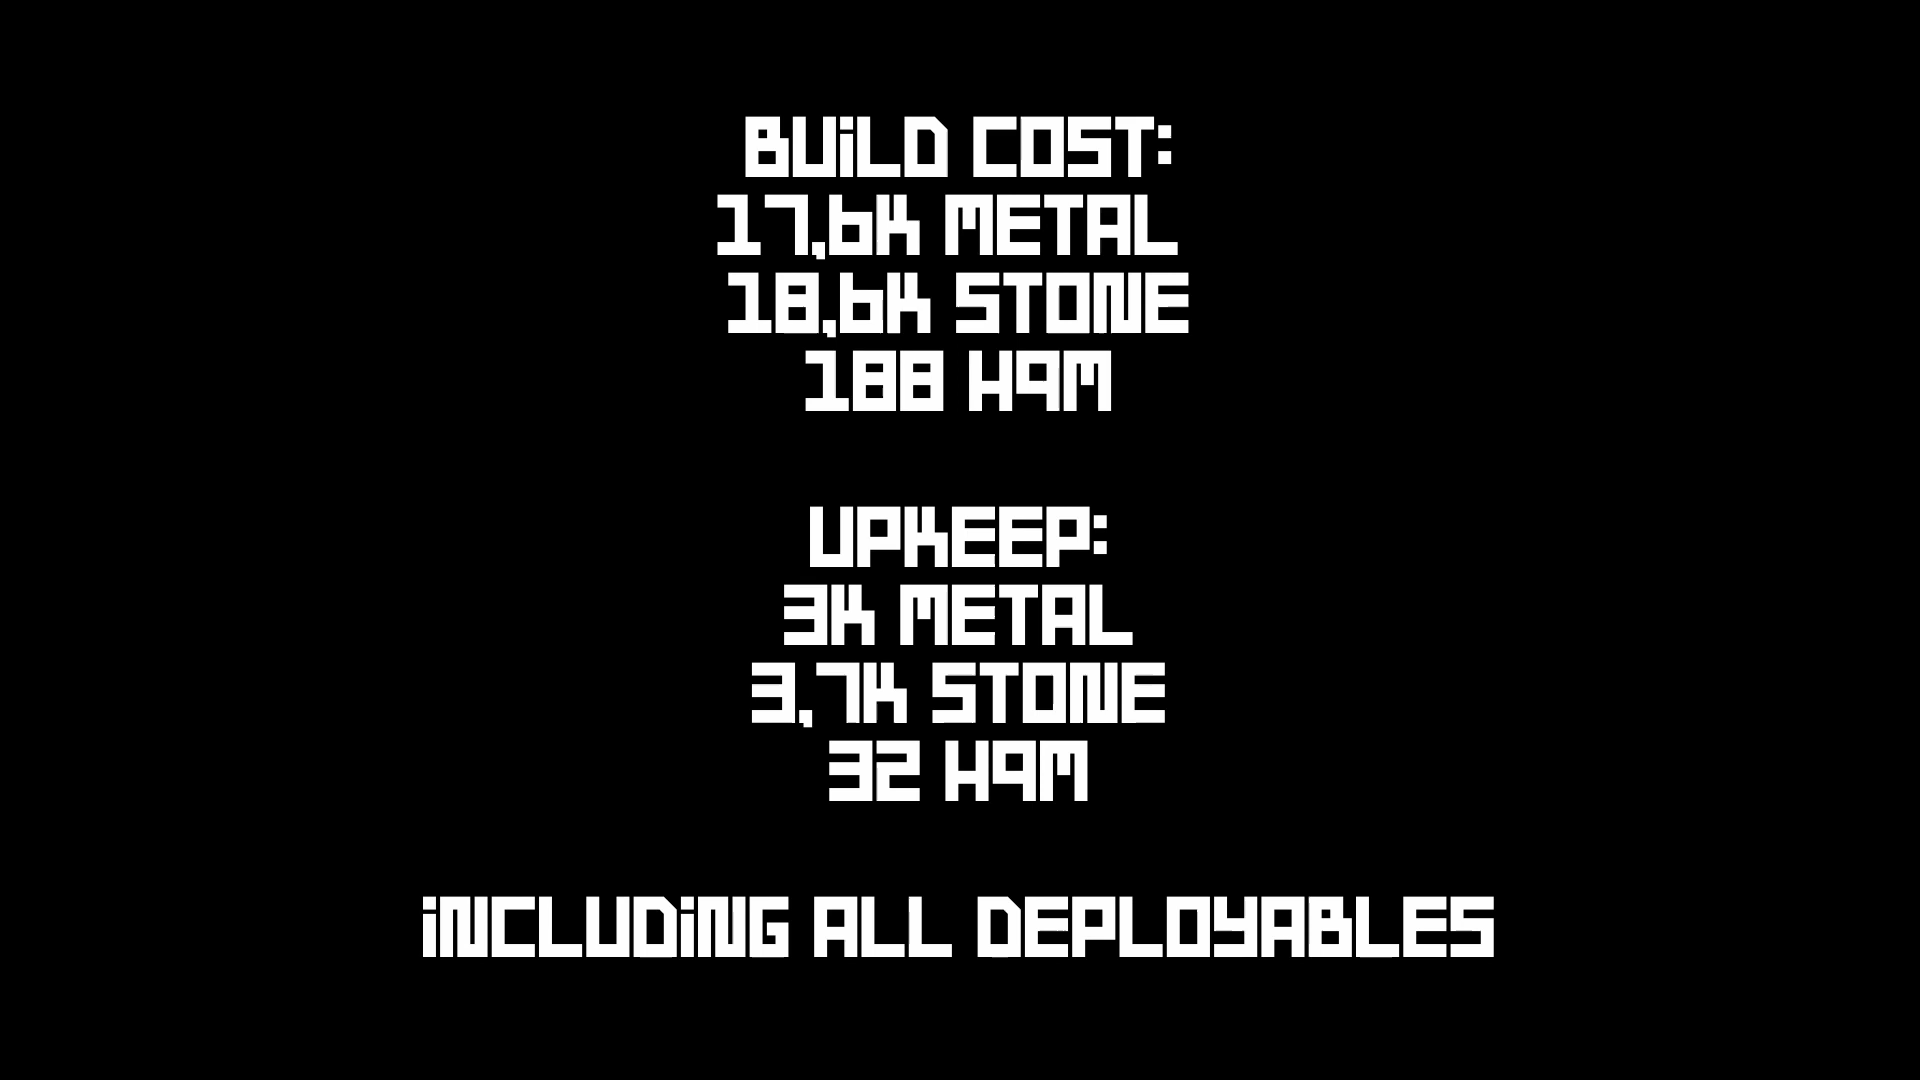 BUiLD COST:
17,6K METAL
18,6K STONE
188 HQM
UPKEEP:
3K METAL
3,7K STONE
32 HQM
iNCLUDiNG ALL DEPLOYABLES